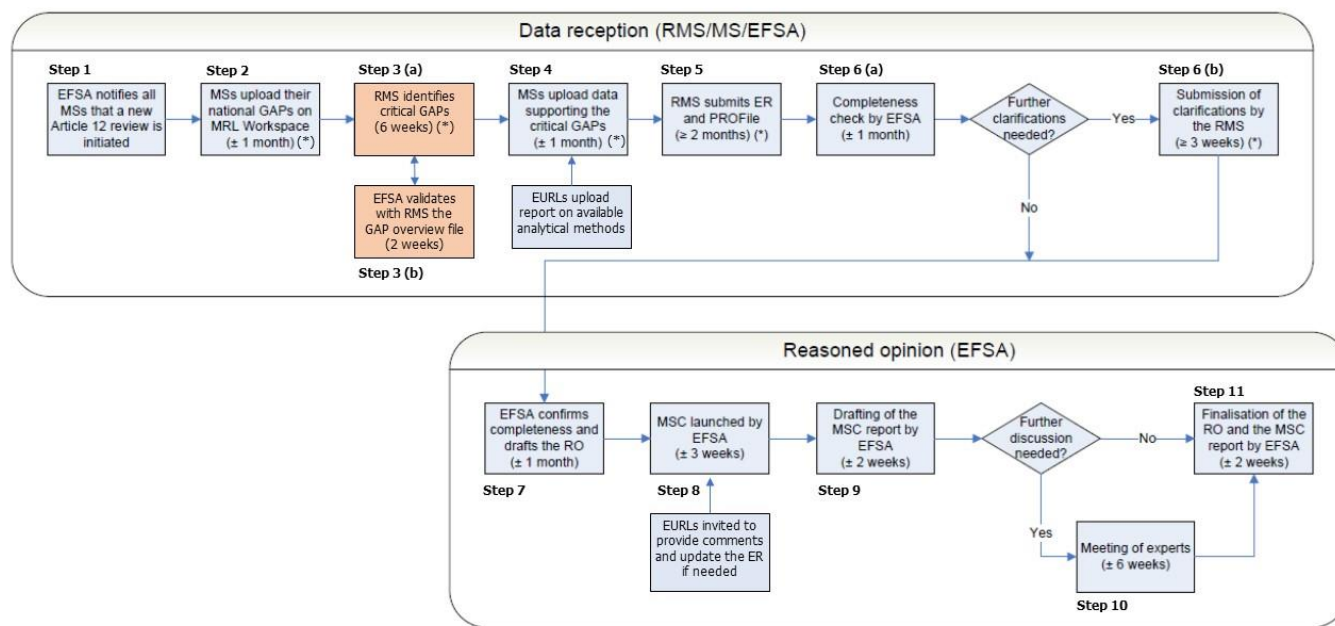 Data reception (RMS/MS/EFSA)
Step 1
EFSA notifies all
MSs that a new
Article 12 review is
initiated
Step 2
MSs upload their
national GAPs on
MRL Workspace
(± 1 month) (*)
Step 3 (a)
RMS identifies
critical GAPs
(6 weeks) (*)
EFSA validates
with RMS the
GAP overview file
(2 weeks)
Step 3 (b)
Step 4
MSs upload data
supporting the
critical GAPs
(± 1 month) (*)
EURLs upload
report on available
analytical methods
Step 5
RMS submits ER
and PROFile
(≥ 2 months) (*)
Step 6 (a)
Completeness
check by EFSA
(± 1 month)
Further
clarifications
needed?
Yes
No
Step 6 (b)
Submission of
clarifications by
the RMS
(≥ 3 weeks) (*)
Reasoned opinion (EFSA)
EFSA confirms
completeness and
drafts the RO
(± 1 month)
Step 7
MSC launched by
EFSA
(± 3 weeks)
Step 8
EURLs invited to
provide comments
and update the ER
if needed
Drafting of the
MSC report by
EFSA
(± 2 weeks)
Step 9
Further
discussion
needed?
No
Yes
Meeting of experts
(± 6 weeks)
Step 10
Step 11
Finalisation of the
RO and the MSC
report by EFSA
(± 2 weeks)